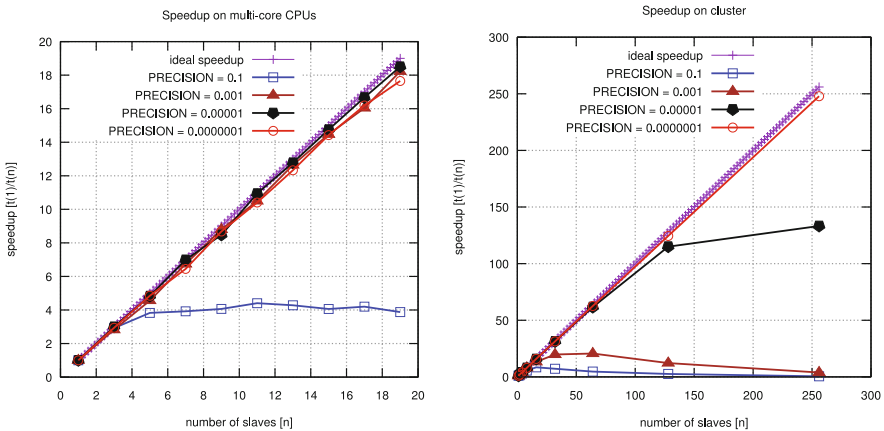 Speedup on multi-core CPUs
speedup [t(1)/t(n)]
20
18
16
14
12
10
8
6
4
2
0
ideal speedup
PRECISION = 0.1
PRECISION = 0.001
PRECISION = 0.00001
PRECISION = 0.0000001
0 2 4 6 8 10 12 14 16 18 20
number of slaves [n]
Speedup on cluster
speedup [t(1)/t(n)]
300
250
200
150
100
50
0
ideal speedup
PRECISION = 0.1
PRECISION = 0.001
PRECISION = 0.00001
PRECISION = 0.0000001
0 50 100 150 200 250 300
number of slaves [n]